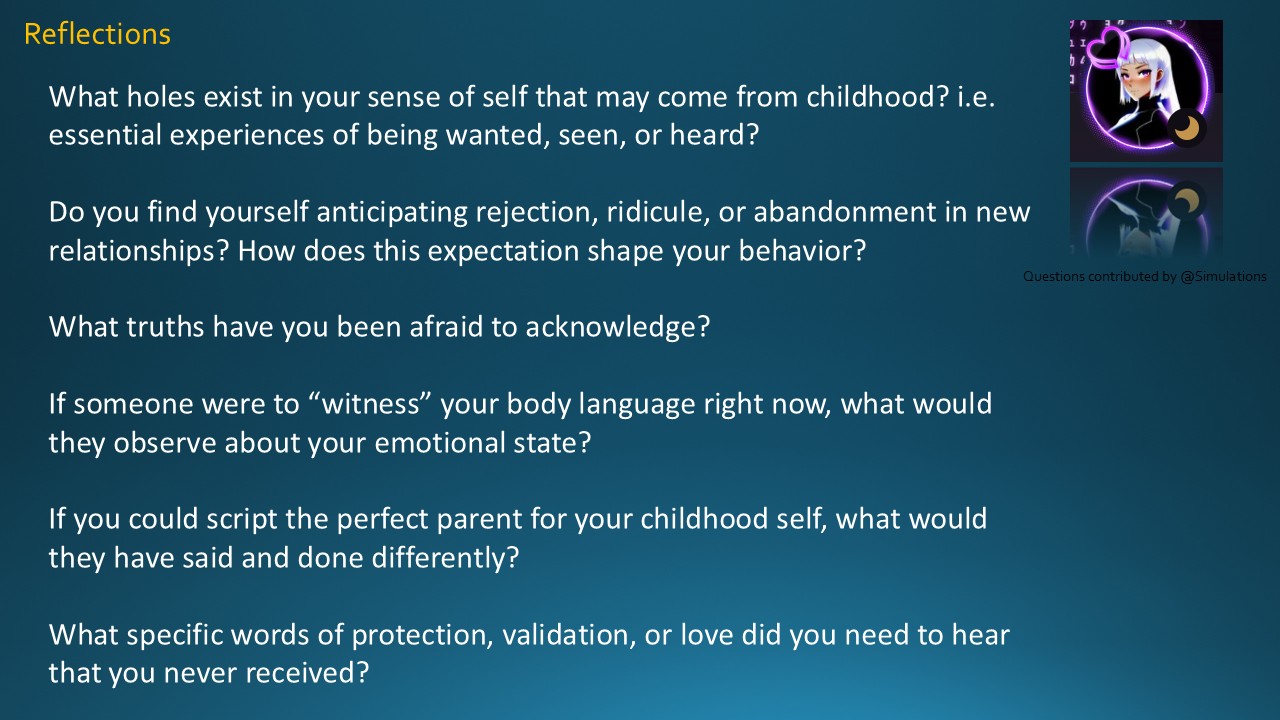 Reflections
What holes exist in your sense of self that may come from childhood? i.e.
essential experiences of being wanted, seen, or heard?
Do you find yourself anticipating rejection, ridicule, or abandonment in new
relationships? How does this expectation shape your behavior?
Questions contributed by @Simulations
What truths have you been afraid to acknowledge?
If someone were to “witness” your body language right now, what would
they observe about your emotional state?
If you could script the perfect parent for your childhood self, what would
they have said and done differently?
What specific words of protection, validation, or love did you need to hear
that you never received?